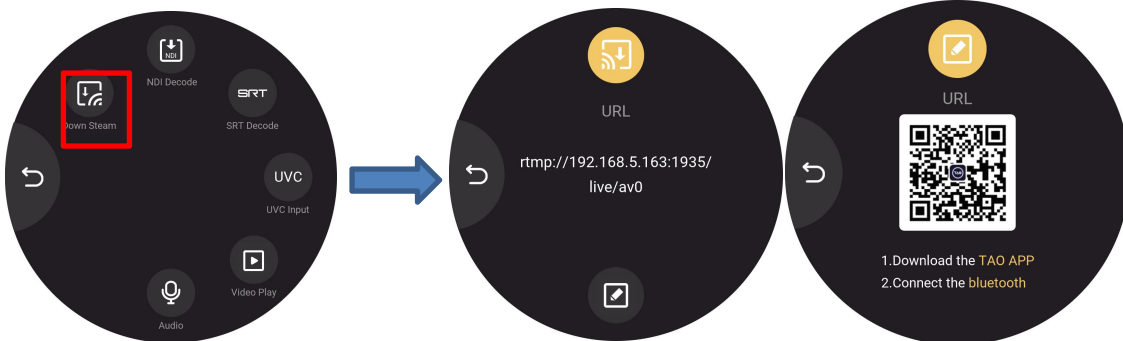 NDI
NDI Decode
SRT
SRT Decode
Down Steam
UVC
UVC Input
Video Play
Audio
URL
rtmp://192.168.5.163:1935/
live/av0
URL
TAO
1.Download the TAO APP
2.Connect the bluetooth